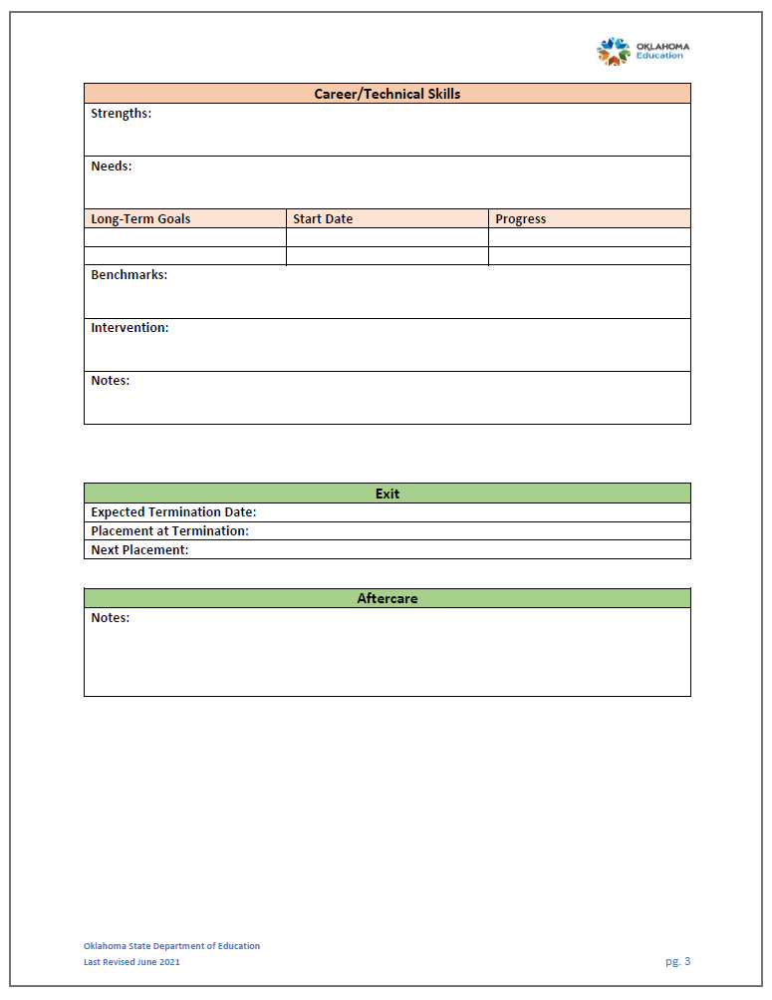 OKLAHOMA
Education
Career/Technical Skills
Strengths:
Needs:
Long-Term Goals Start Date Progress
Benchmarks:
Intervention:
Notes:
Exit
Expected Termination Date:
Placement at Termination:
Next Placement:
Aftercare
Notes:
Oklahoma State Department of Education
Last Revised June 2021 pg. 3